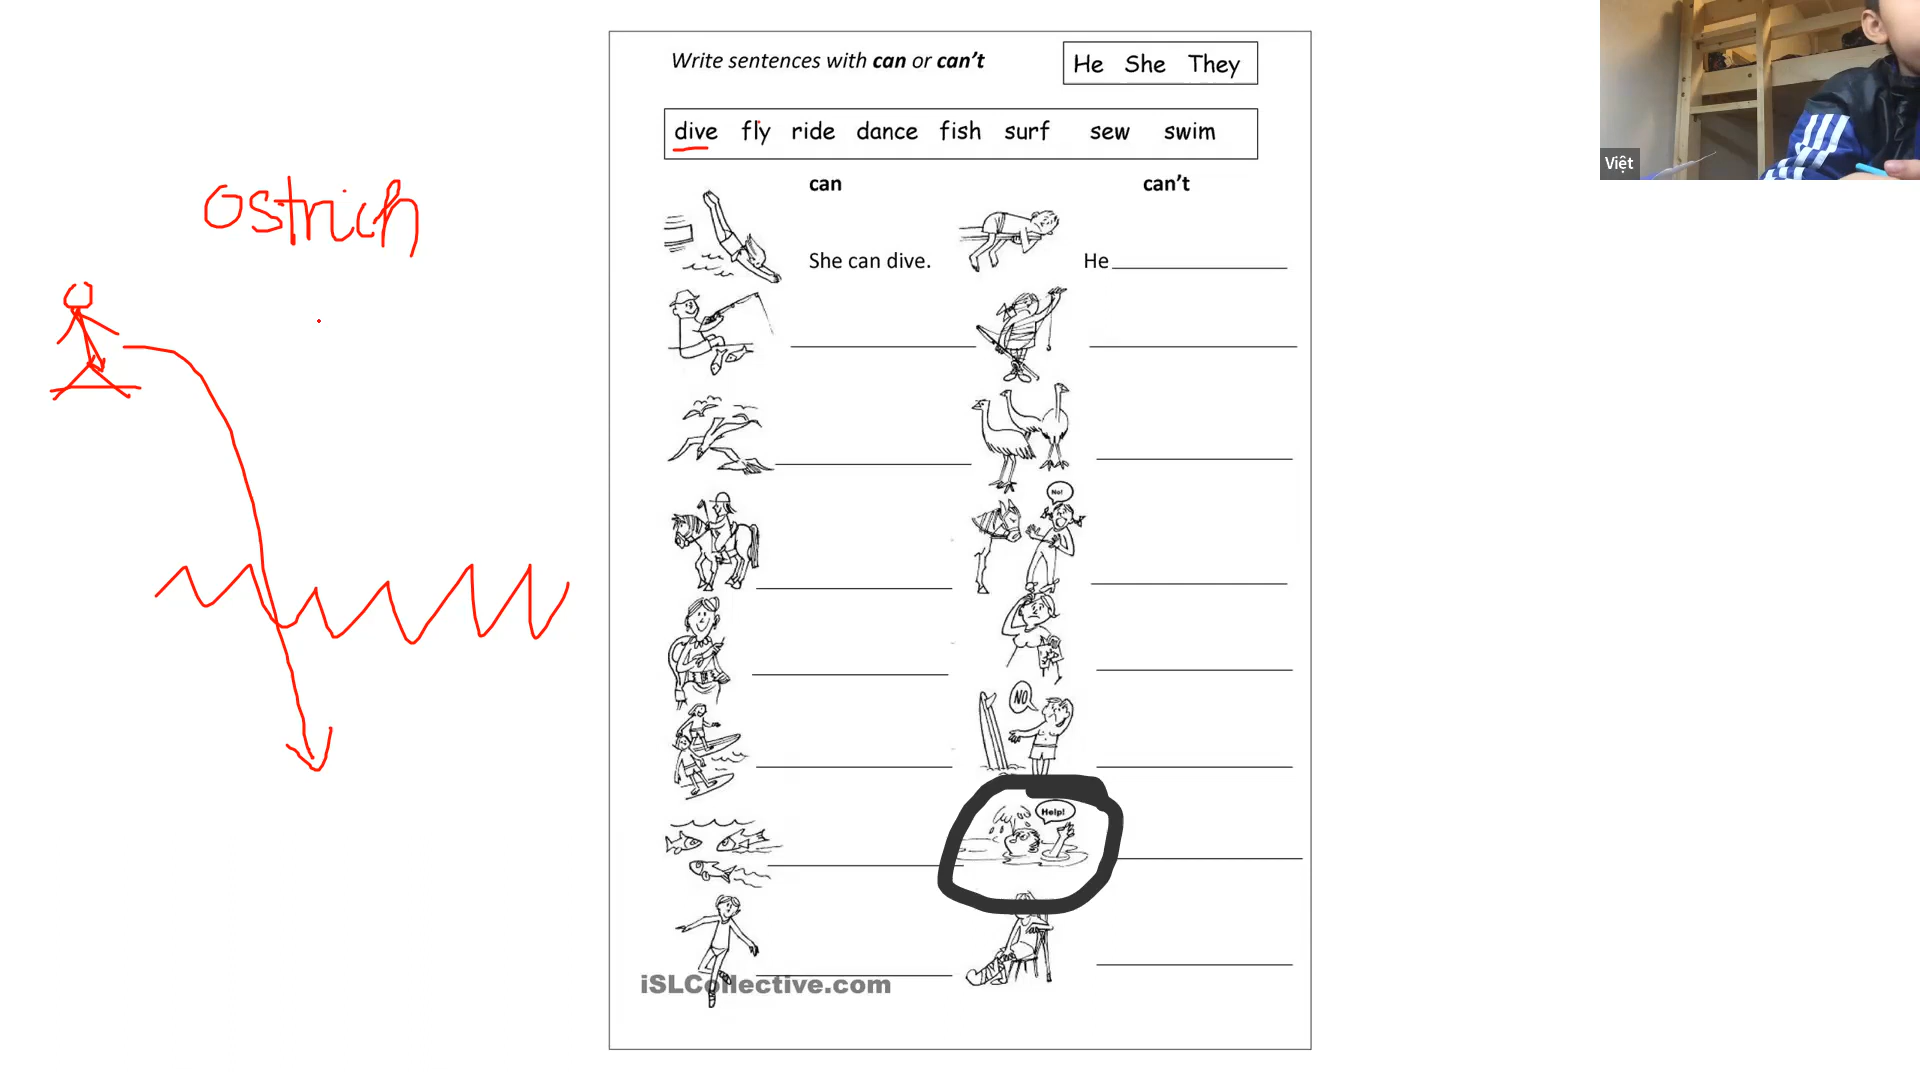 Write sentences with can or can't
He She They
dive fly ride dance fish surf sew swim
can can't
She can dive. He
No!
NO
Help!
iSLCollective.com
ostrich
Việt